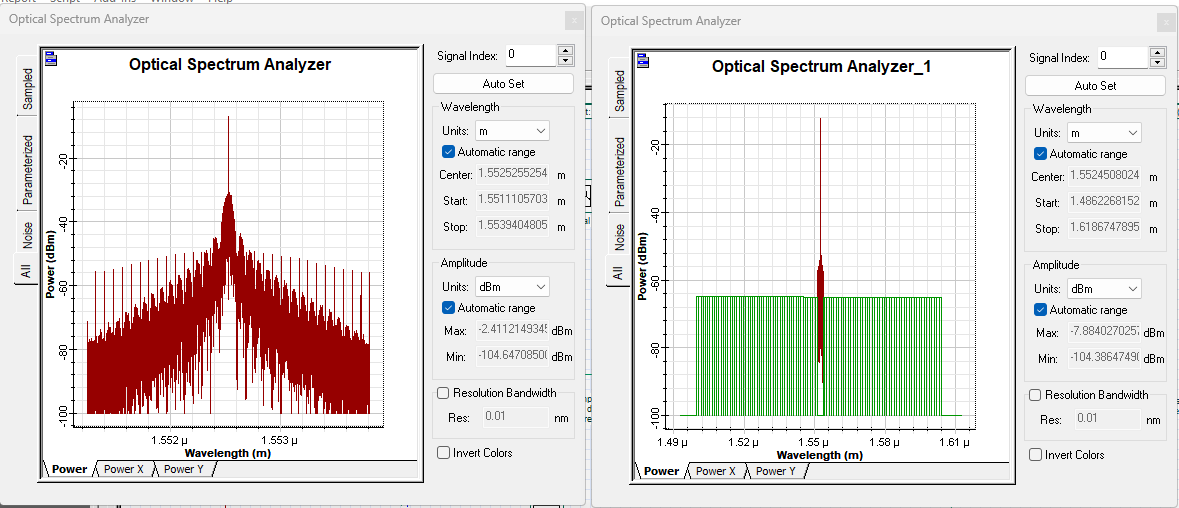 Report Script Add-Ins Window Help
Optical Spectrum Analyzer
Optical Spectrum Analyzer
Sampled
Parameterized
Noise
All
Power (dBm)
-20
-40
-60
-80
-100
1.552 µ
1.553 µ
Wavelength (m)
Power
Power X
Power Y
Signal Index: 0
Auto Set
Wavelength
Units: m
Automatic range
Center: 1.5525255254 m
Start: 1.5511105703 m
Stop: 1.5539404805 m
Amplitude
Units: dBm
Automatic range
Max: -2.411214934 dBm
Min: -104.6470850 dBm
Resolution Bandwidth
Res: 0.01 nm
Invert Colors
Optical Spectrum Analyzer
Optical Spectrum Analyzer_1
Sampled
Parameterized
Noise
All
Power (dBm)
-20
-40
-60
-80
-100
1.49 µ
1.52 µ
1.55 µ
1.58 µ
1.61 µ
Wavelength (m)
Power
Power X
Power Y
Signal Index: 0
Auto Set
Wavelength
Units: m
Automatic range
Center: 1.5524508024 m
Start: 1.4862268152 m
Stop: 1.6186747895 m
Amplitude
Units: dBm
Automatic range
Max: -7.884027025 dBm
Min: -104.3864749 dBm
Resolution Bandwidth
Res: 0.01 nm
Invert Colors